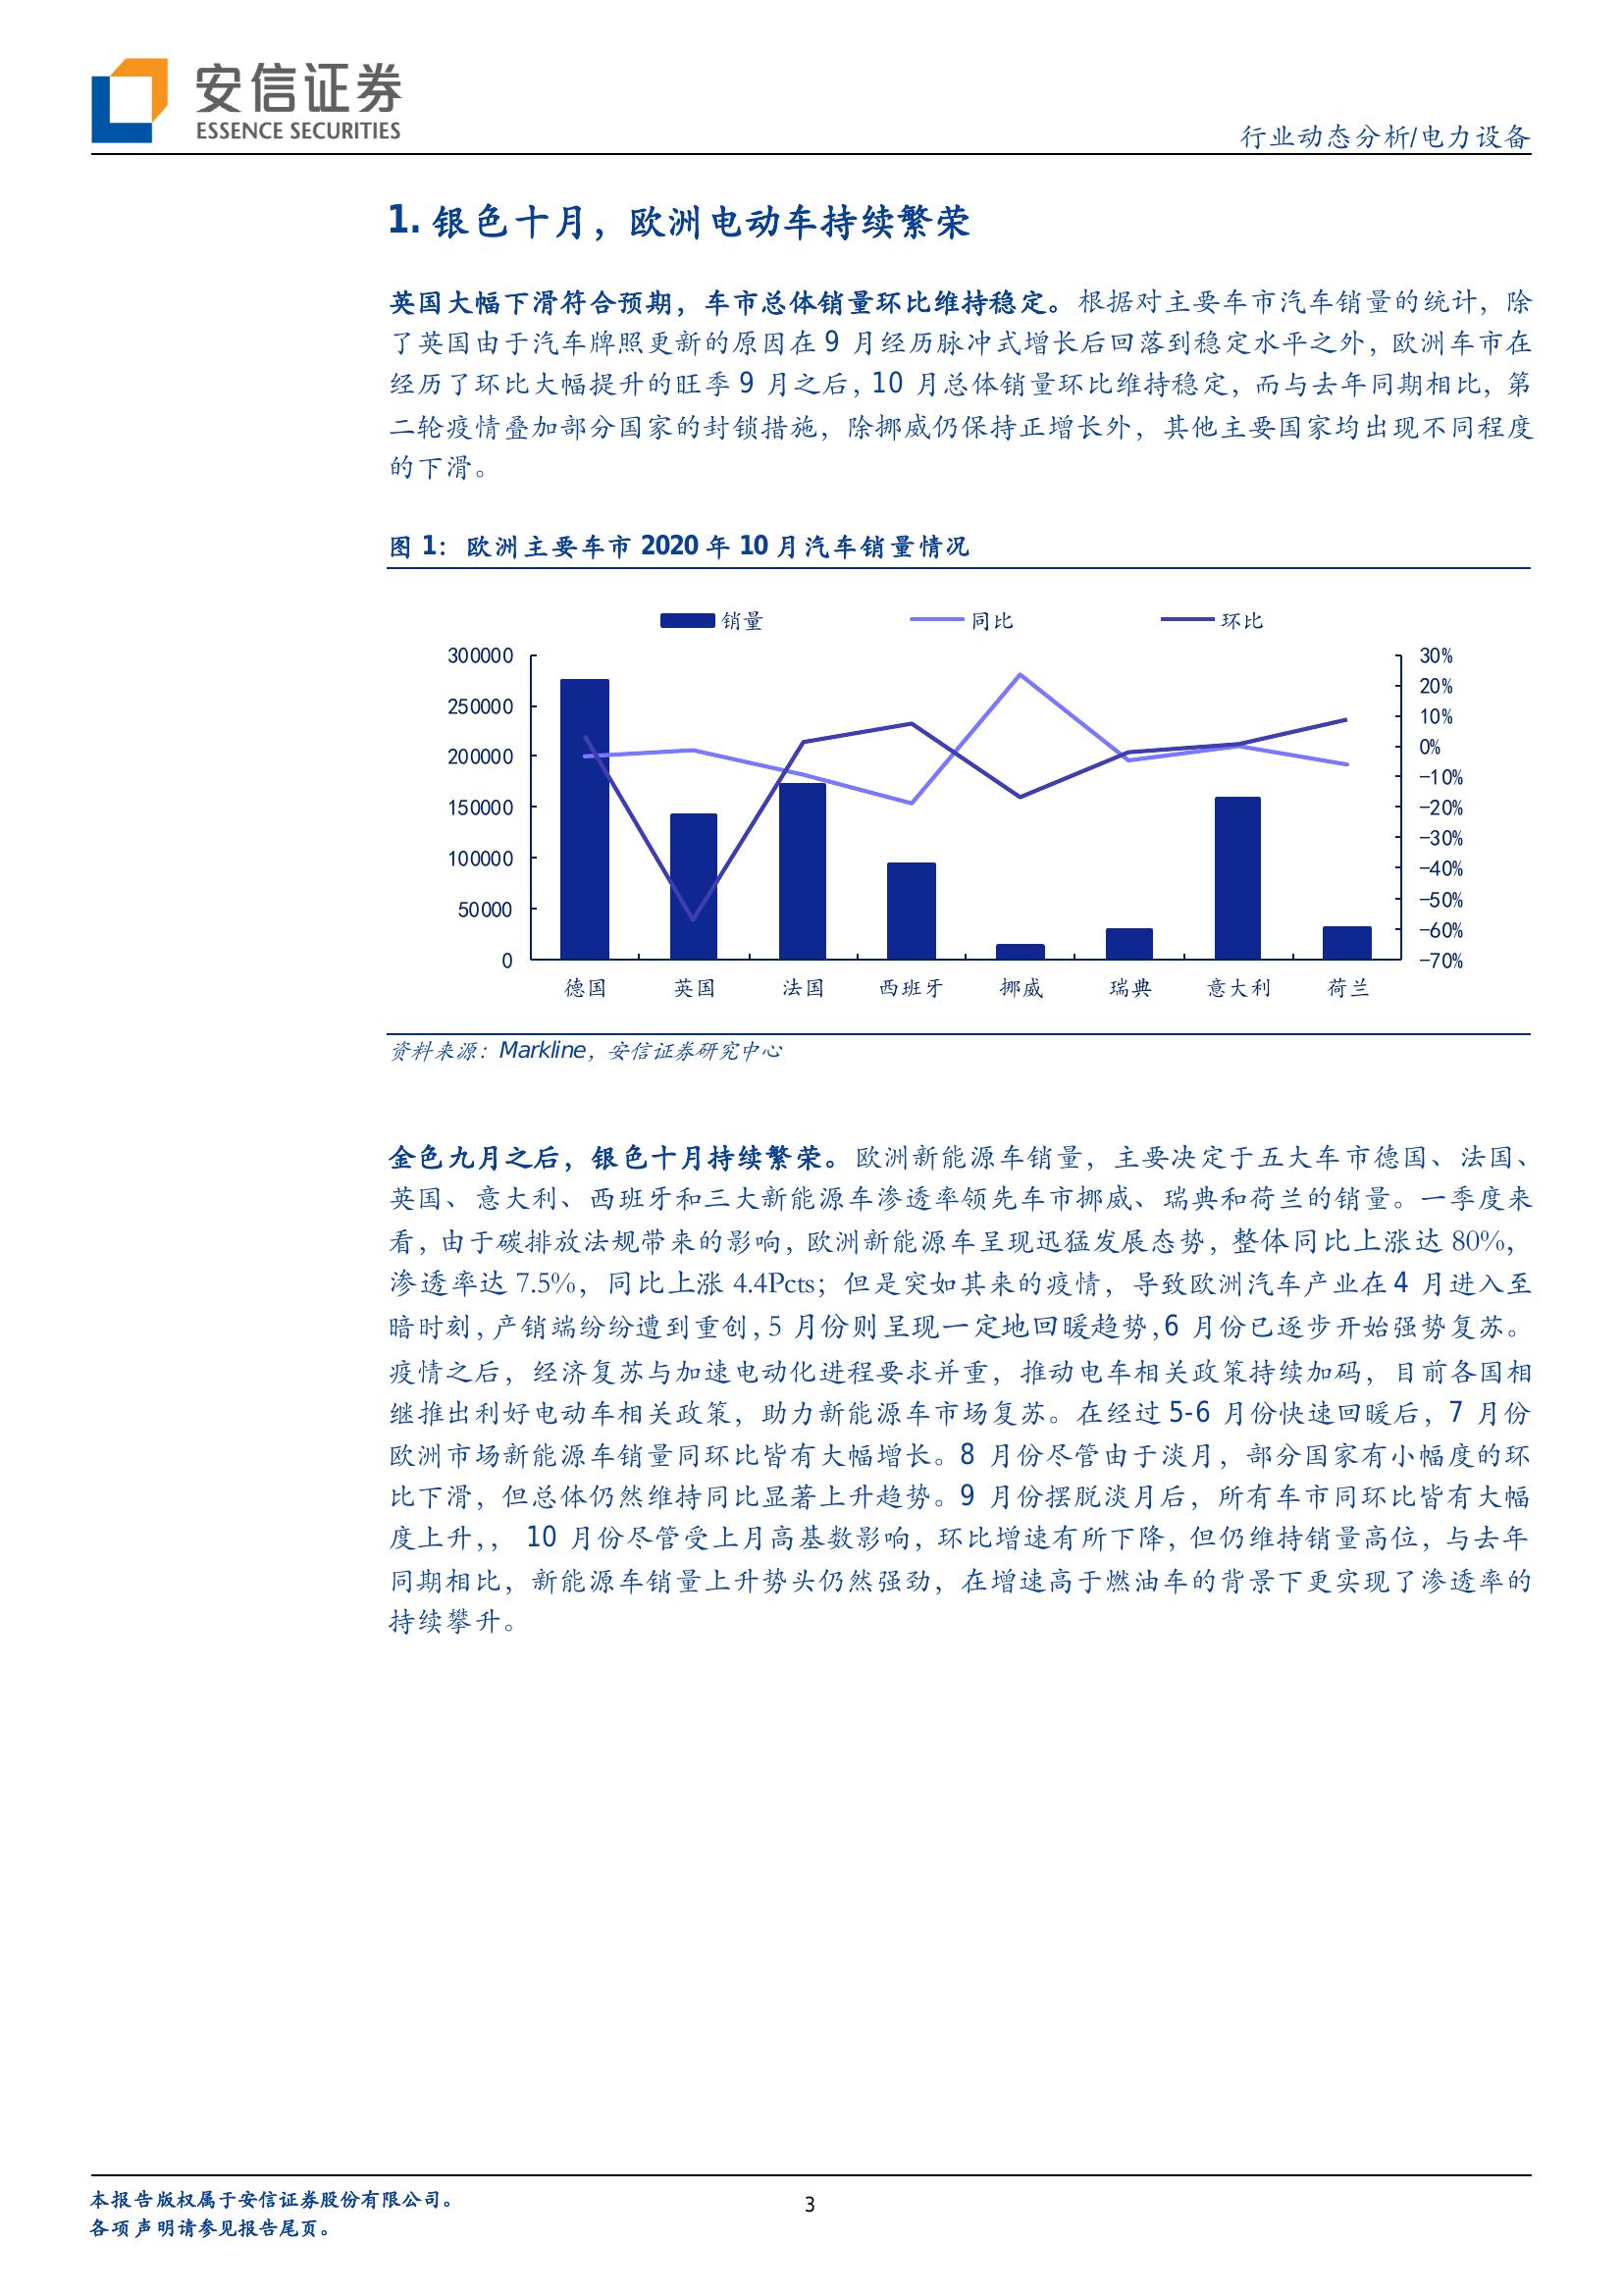 安信证券
ESSENCE SECURITIES
行业动态分析/电力设备
1. 银色十月，欧洲电动车持续繁荣
英国大幅下滑符合预期，车市总体销量环比维持稳定。根据对主要车市汽车销量的统计，除
了英国由于汽车牌照更新的原因在 9 月经历脉冲式增长后回落到稳定水平之外，欧洲车市在
经历了环比大幅提升的旺季 9 月之后，10 月总体销量环比维持稳定，而与去年同期相比，第
二轮疫情叠加部分国家的封锁措施，除挪威仍保持正增长外，其他主要国家均出现不同程度
的下滑。
图 1：欧洲主要车市 2020 年 10 月汽车销量情况
销量 同比 环比
300000 30%
250000 20%
200000 10%
150000 0%
100000 -10%
50000 -20%
0 -30%
-40%
-50%
-60%
-70%
德国 英国 法国 西班牙 挪威 瑞典 意大利 荷兰
资料来源：Markline，安信证券研究中心
金色九月之后，银色十月持续繁荣。欧洲新能源车销量，主要决定于五大车市德国、法国、
英国、意大利、西班牙和三大新能源车渗透率领先车市挪威、瑞典和荷兰的销量。一季度来
看，由于碳排放法规带来的影响，欧洲新能源车呈现迅猛发展态势，整体同比上涨达 80%，
渗透率达 7.5%，同比上涨 4.4Pcts；但是突如其来的疫情，导致欧洲汽车产业在 4 月进入至
暗时刻，产销端纷纷遭到重创，5 月份则呈现一定地回暖趋势，6 月份已逐步开始强势复苏。
疫情之后，经济复苏与加速电动化进程要求并重，推动电车相关政策持续加码，目前各国相
继推出利好电动车相关政策，助力新能源车市场复苏。在经过 5-6 月份快速回暖后，7 月份
欧洲市场新能源车销量同环比皆有大幅增长。8 月份尽管由于淡月，部分国家有小幅度的环
比下滑，但总体仍然维持同比显著上升趋势。9 月份摆脱淡月后，所有车市同环比皆有大幅
度上升，， 10 月份尽管受上月高基数影响，环比增速有所下降，但仍维持销量高位，与去年
同期相比，新能源车销量上升势头仍然强劲，在增速高于燃油车的背景下更实现了渗透率的
持续攀升。
本报告版权属于安信证券股份有限公司。
3
各项声明请参见报告尾页。